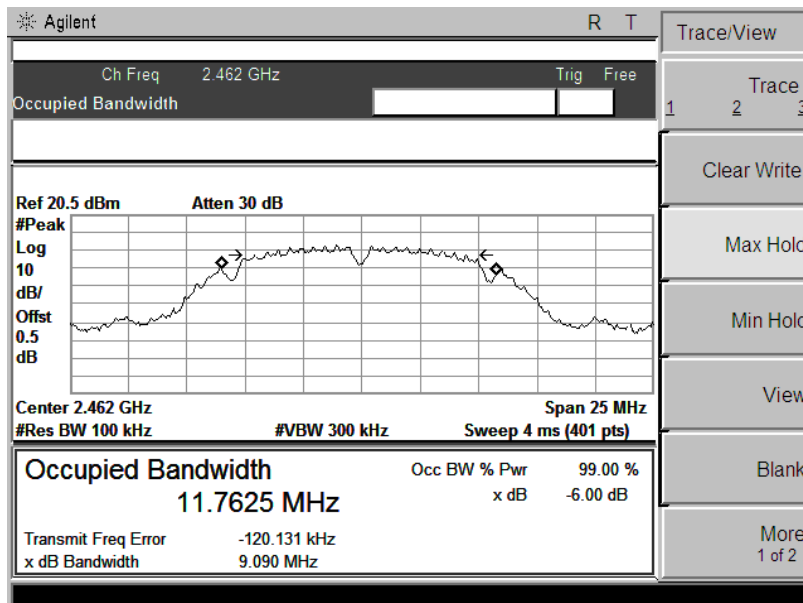 Agilent R T
Trace/View
Ch Freq 2.462 GHz Trig Free
Occupied Bandwidth
Trace
1 2 3
Clear Write
Max Hold
Min Hold
View
Blank
More
1 of 2
Ref 20.5 dBm Atten 30 dB
#Peak
Log
10
dB/
Offst
0.5
dB
Center 2.462 GHz Span 25 MHz
#Res BW 100 kHz #VBW 300 kHz Sweep 4 ms (401 pts)
Occupied Bandwidth
11.7625 MHz
Occ BW % Pwr 99.00 %
x dB -6.00 dB
Transmit Freq Error -120.131 kHz
x dB Bandwidth 9.090 MHz